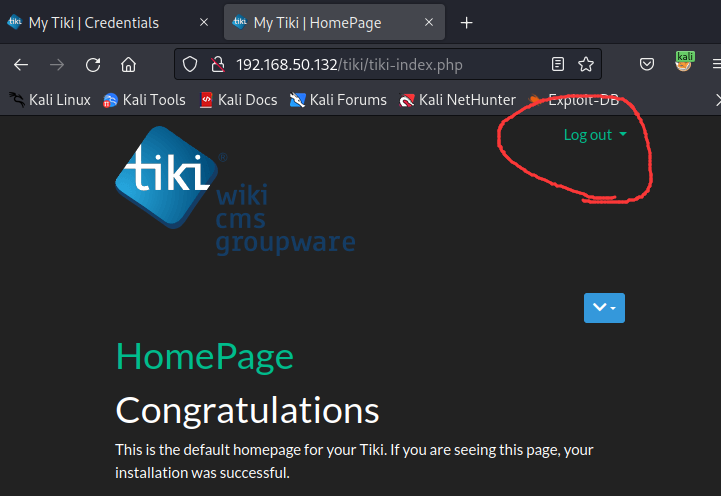 My Tiki | Credentials
My Tiki | HomePage
192.168.50.132/tiki/tiki-index.php
kali
Kali Linux
Kali Tools
Kali Docs
Kali Forums
Kali NetHunter
Exploit-DB
Log out
tiki
®
wiki
cms
groupware
HomePage
Congratulations
This is the default homepage for your Tiki. If you are seeing this page, your
installation was successful.